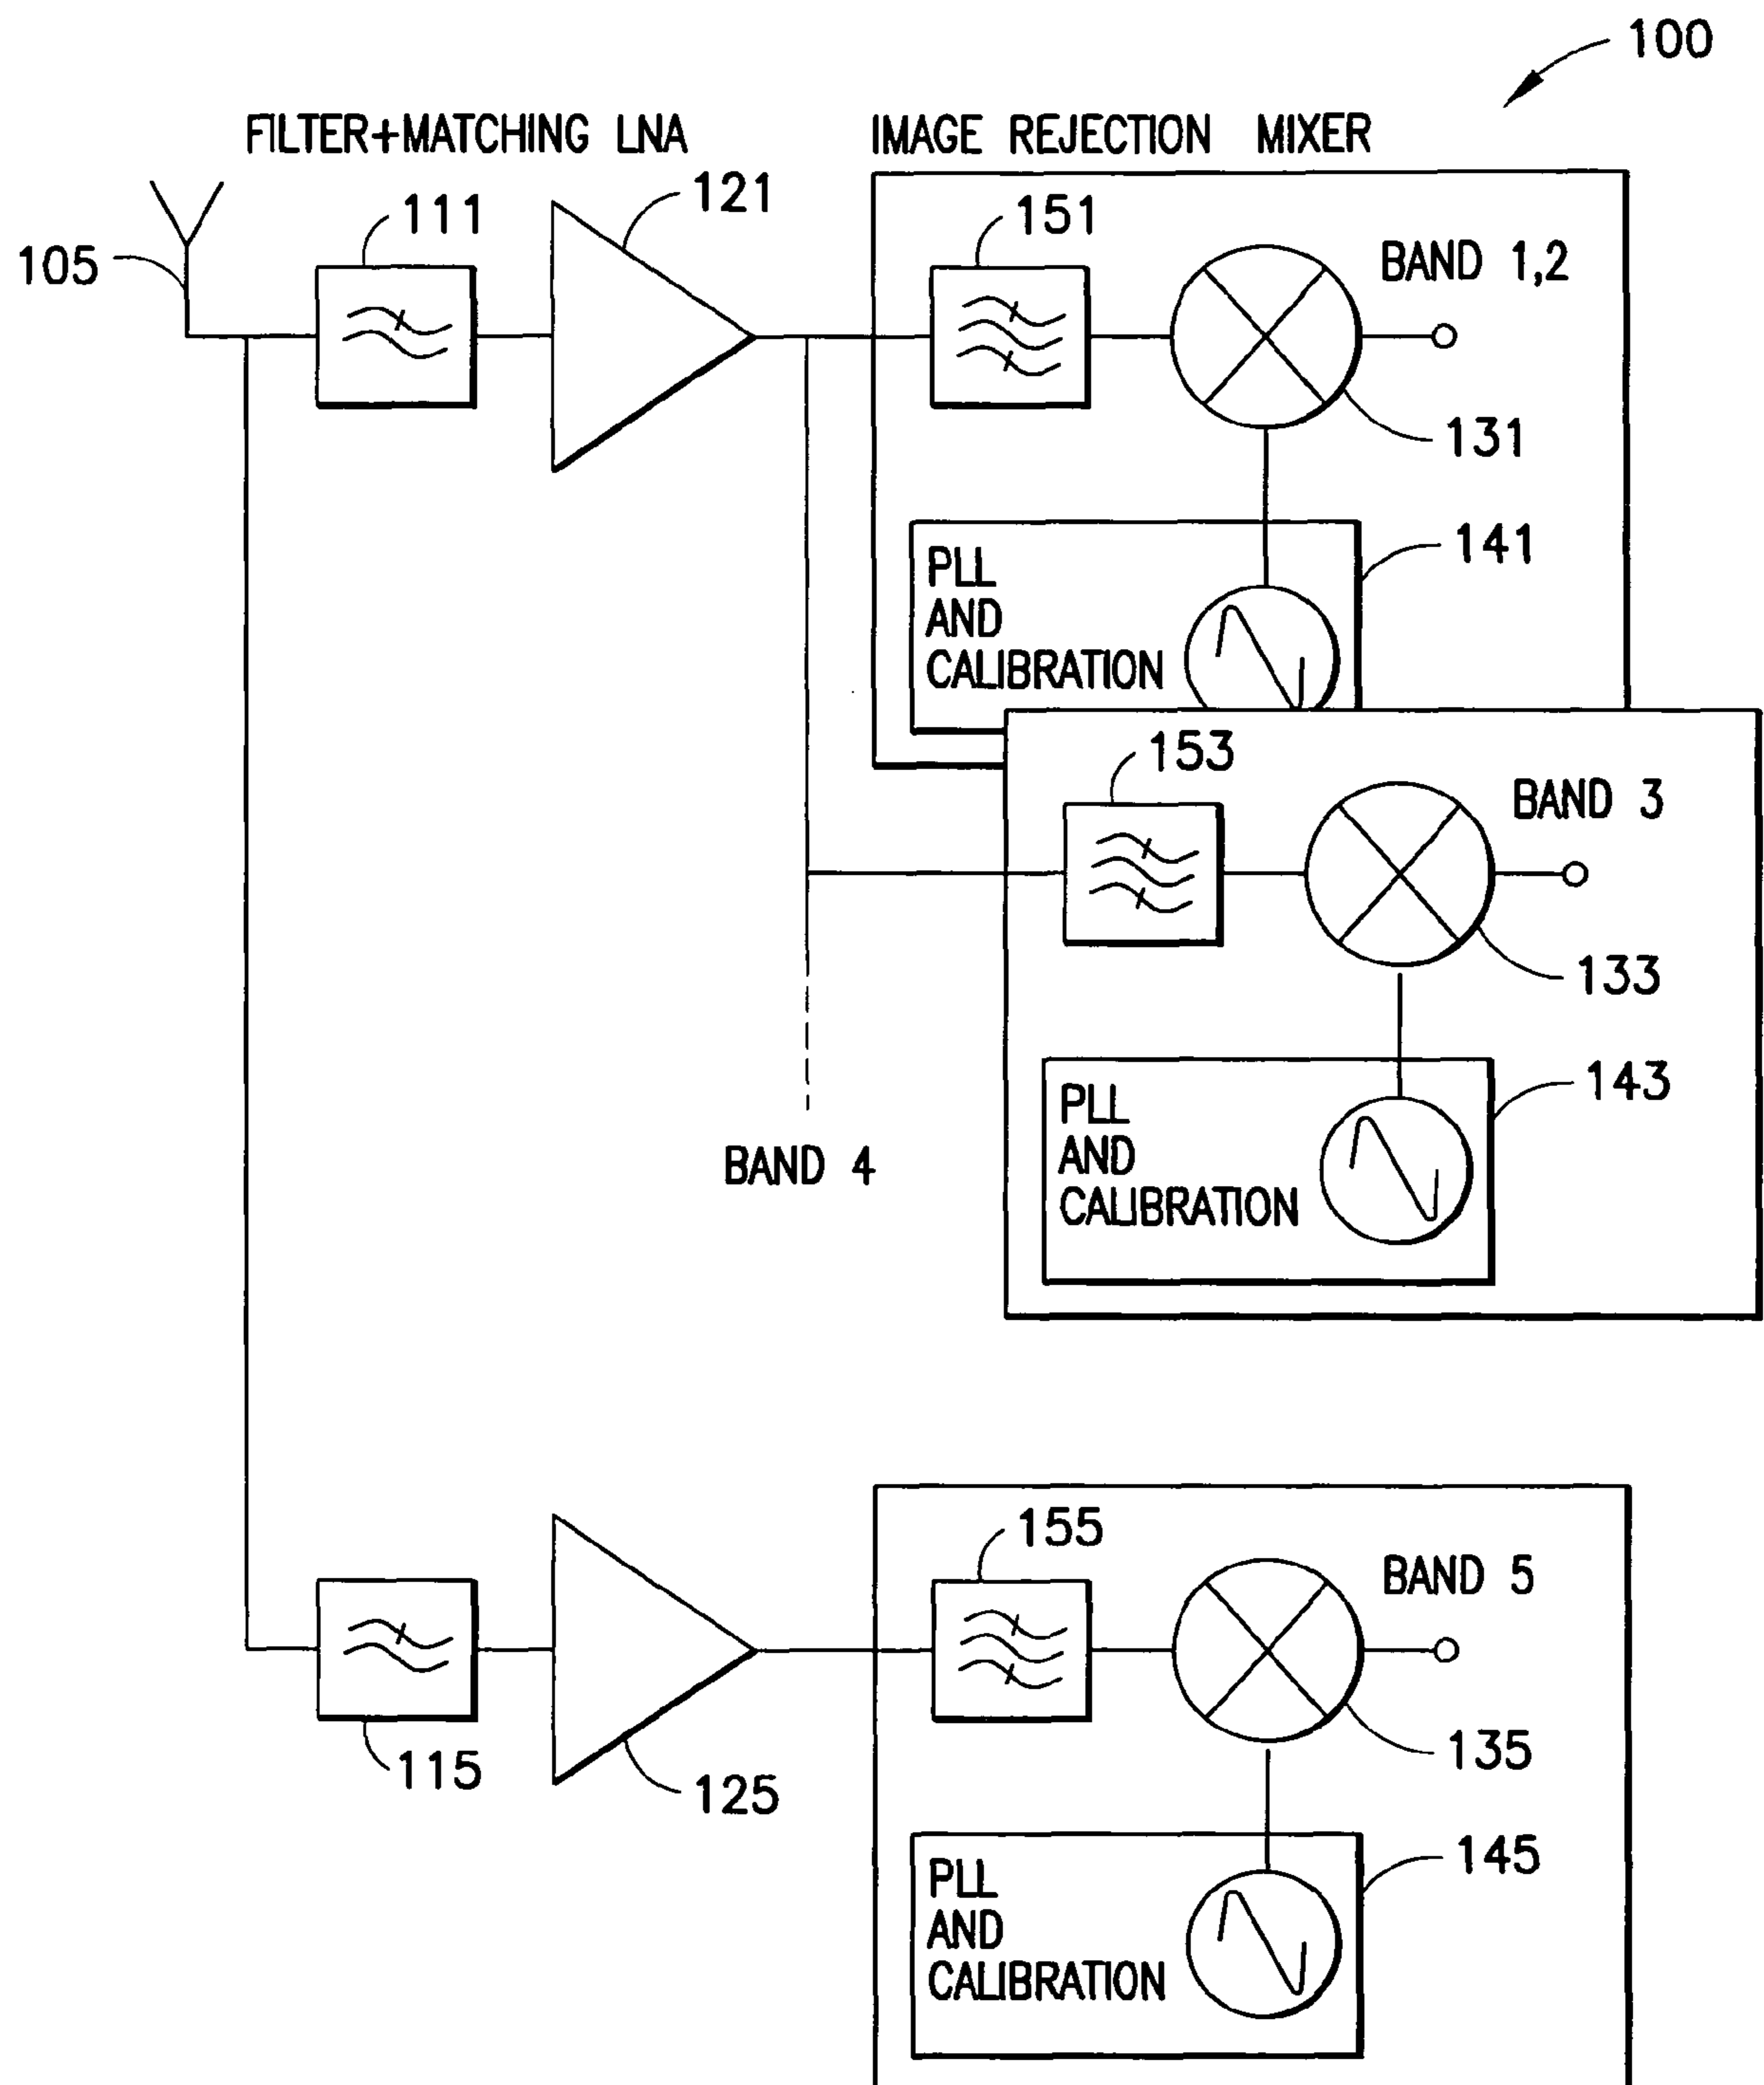 100
FILTER+MATCHING LNA
IMAGE REJECTION MIXER
105
111
121
151
BAND 1,2
131
PLL
AND
CALIBRATION
141
153
BAND 3
133
BAND 4
PLL
AND
CALIBRATION
143
155
BAND 5
115
125
135
PLL
AND
CALIBRATION
145